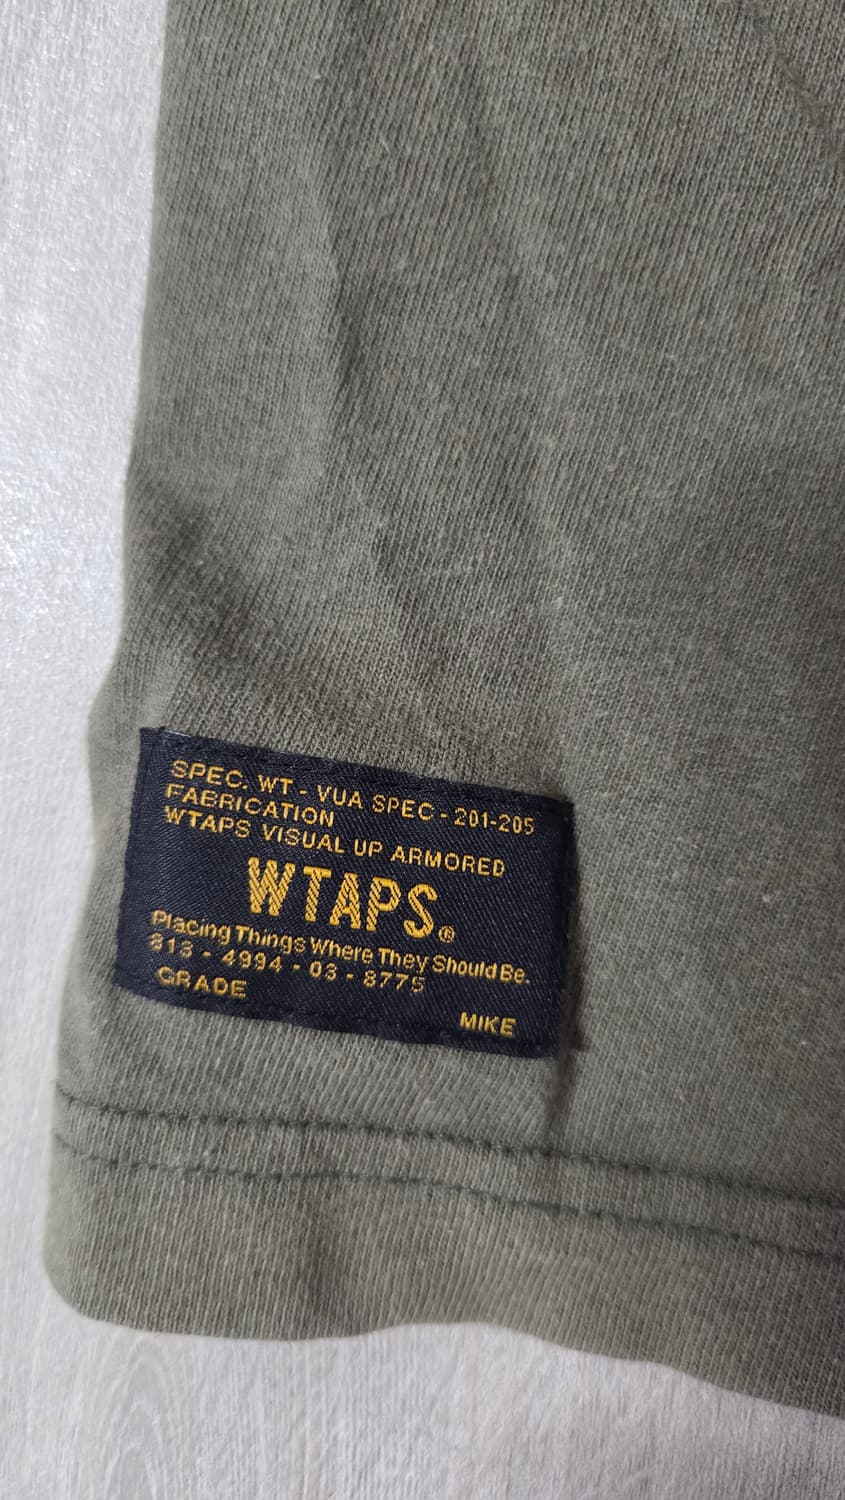 SPEC. WT - VUA SPEC - 201-205
FABRICATION
WTAPS VISUAL UP ARMORED
WTAPS®
Placing Things Where They Should Be.
813 - 4994 - 03 - 8775
GRADE
MIKE